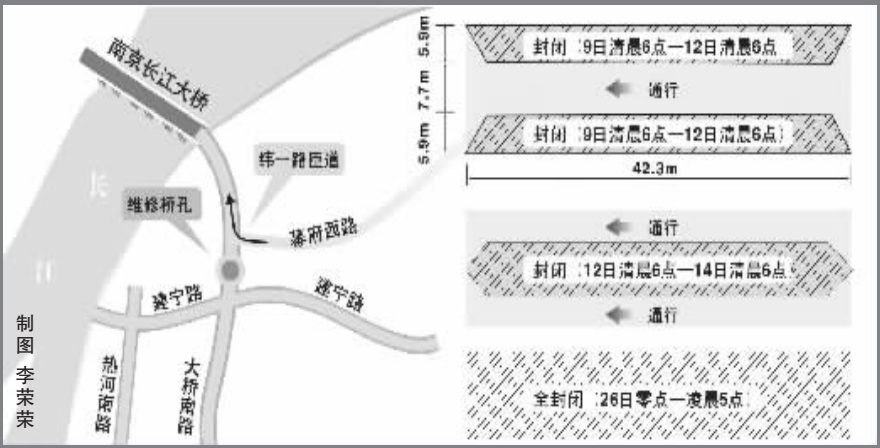 南京长江大桥
纬一路匝道
维修桥孔
幕府西路
建宁路
建宁路
热河南路
大桥南路
长
江
制图 李荣荣
5.9m
7.7m
5.9m
封闭(9日清晨6点—12日清晨6点
通行
封闭(9日清晨6点—12日清晨6点)
42.3m
通行
封闭(12日清晨6点—14日清晨6点)
通行
全封闭(26日零点—凌晨5点)